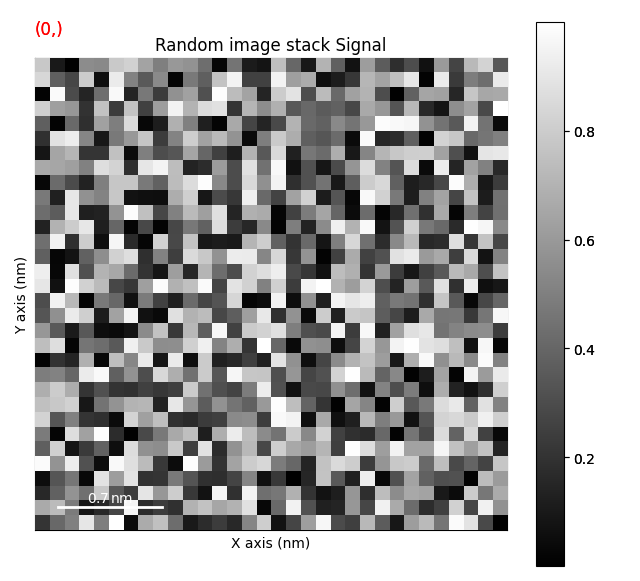 (0,)
Random image stack Signal
Y axis (nm)
0.7 nm
X axis (nm)
0.8
0.6
0.4
0.2